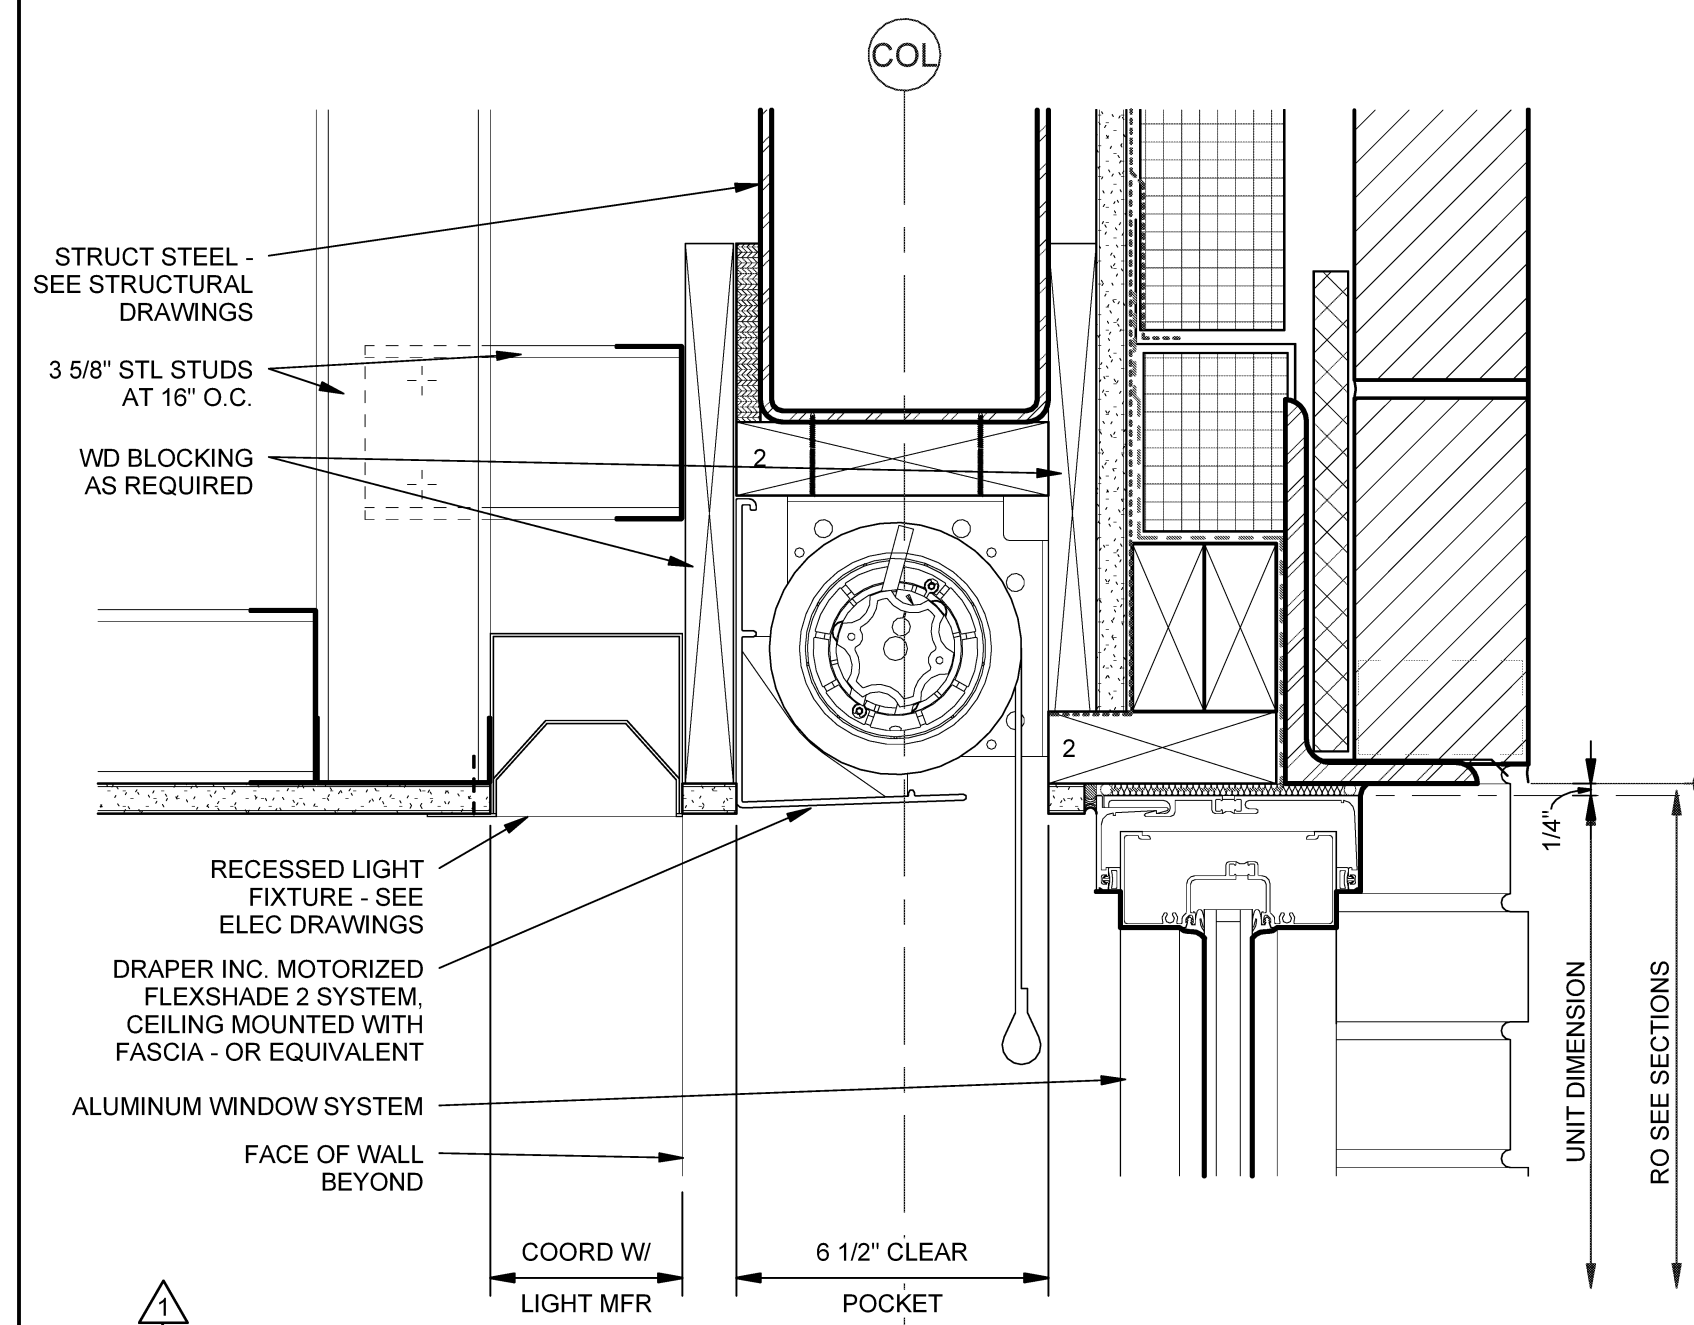 COL
STRUCT STEEL -
SEE STRUCTURAL
DRAWINGS
3 5/8" STL STUDS
AT 16" O.C.
WD BLOCKING
AS REQUIRED
2
2
RECESSED LIGHT
FIXTURE - SEE
ELEC DRAWINGS
DRAPER INC. MOTORIZED
FLEXSHADE 2 SYSTEM,
CEILING MOUNTED WITH
FASCIA - OR EQUIVALENT
ALUMINUM WINDOW SYSTEM
FACE OF WALL
BEYOND
1/4"
UNIT DIMENSION
RO SEE SECTIONS
COORD W/
LIGHT MFR
6 1/2" CLEAR
POCKET
1